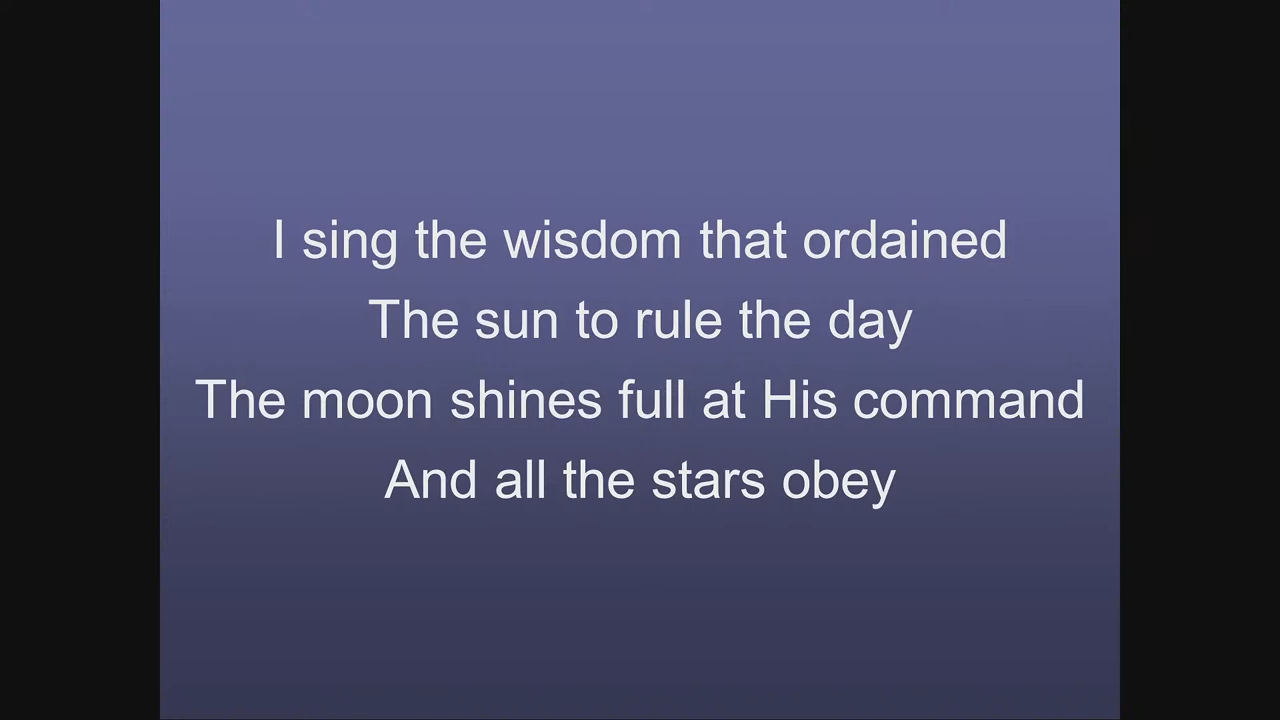 I sing the wisdom that ordained
The sun to rule the day
The moon shines full at His command
And all the stars obey